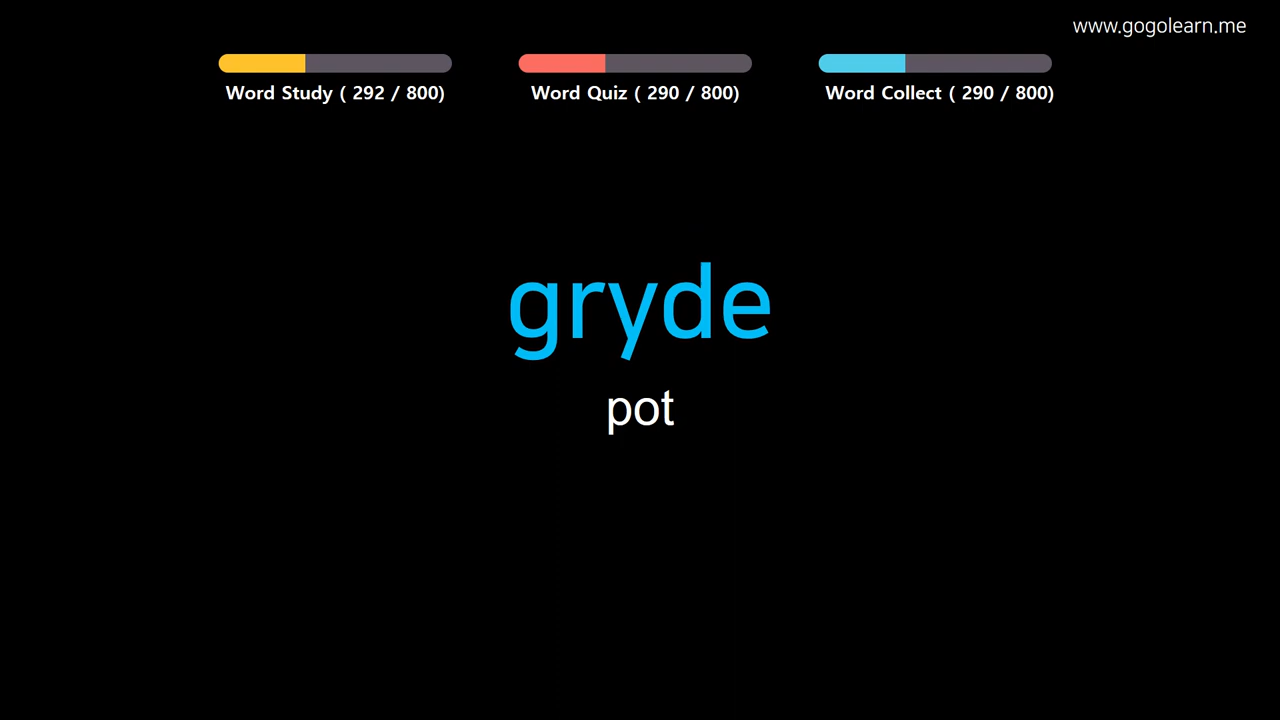 www.gogolearn.me
Word Study ( 292 / 800)
Word Quiz ( 290 / 800)
Word Collect ( 290 / 800)
gryde
pot